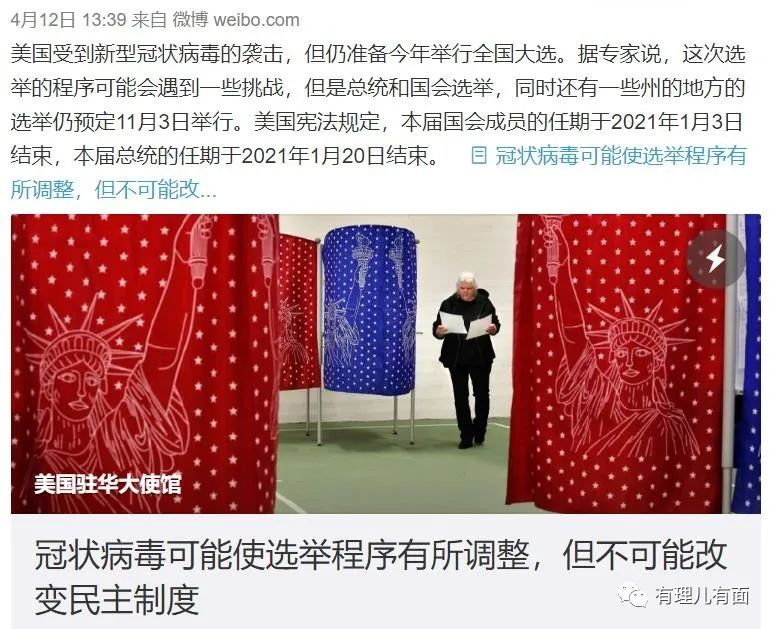 4月12日 13:39 来自 微博 weibo.com
美国受到新型冠状病毒的袭击，但仍准备今年举行全国大选。据专家说，这次选
举的程序可能会遇到一些挑战，但是总统和国会选举，同时还有一些州的地方的
选举仍预定11月3日举行。美国宪法规定，本届国会成员的任期于2021年1月3日
结束，本届总统的任期于2021年1月20日结束。 冠状病毒可能使选举程序有
所调整，但不可能改...
美国驻华大使馆
冠状病毒可能使选举程序有所调整，但不可能改
变民主制度
有理儿有面